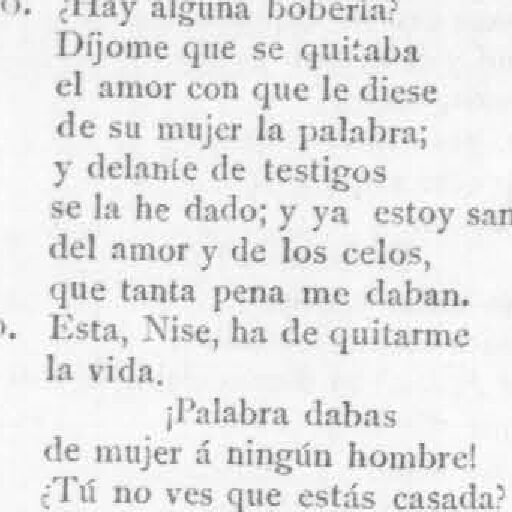 o. ¿Hay alguna bobería?
Díjome que se quitaba
el amor con que le diese
de su mujer la palabra;
y delante de testigos
se la he dado; y ya estoy san
del amor y de los celos,
que tanta pena me daban.
o. Esta, Nise, ha de quitarme
la vida.
¡Palabra dabas
de mujer á ningún hombre!
¿Tú no ves que estás casada?